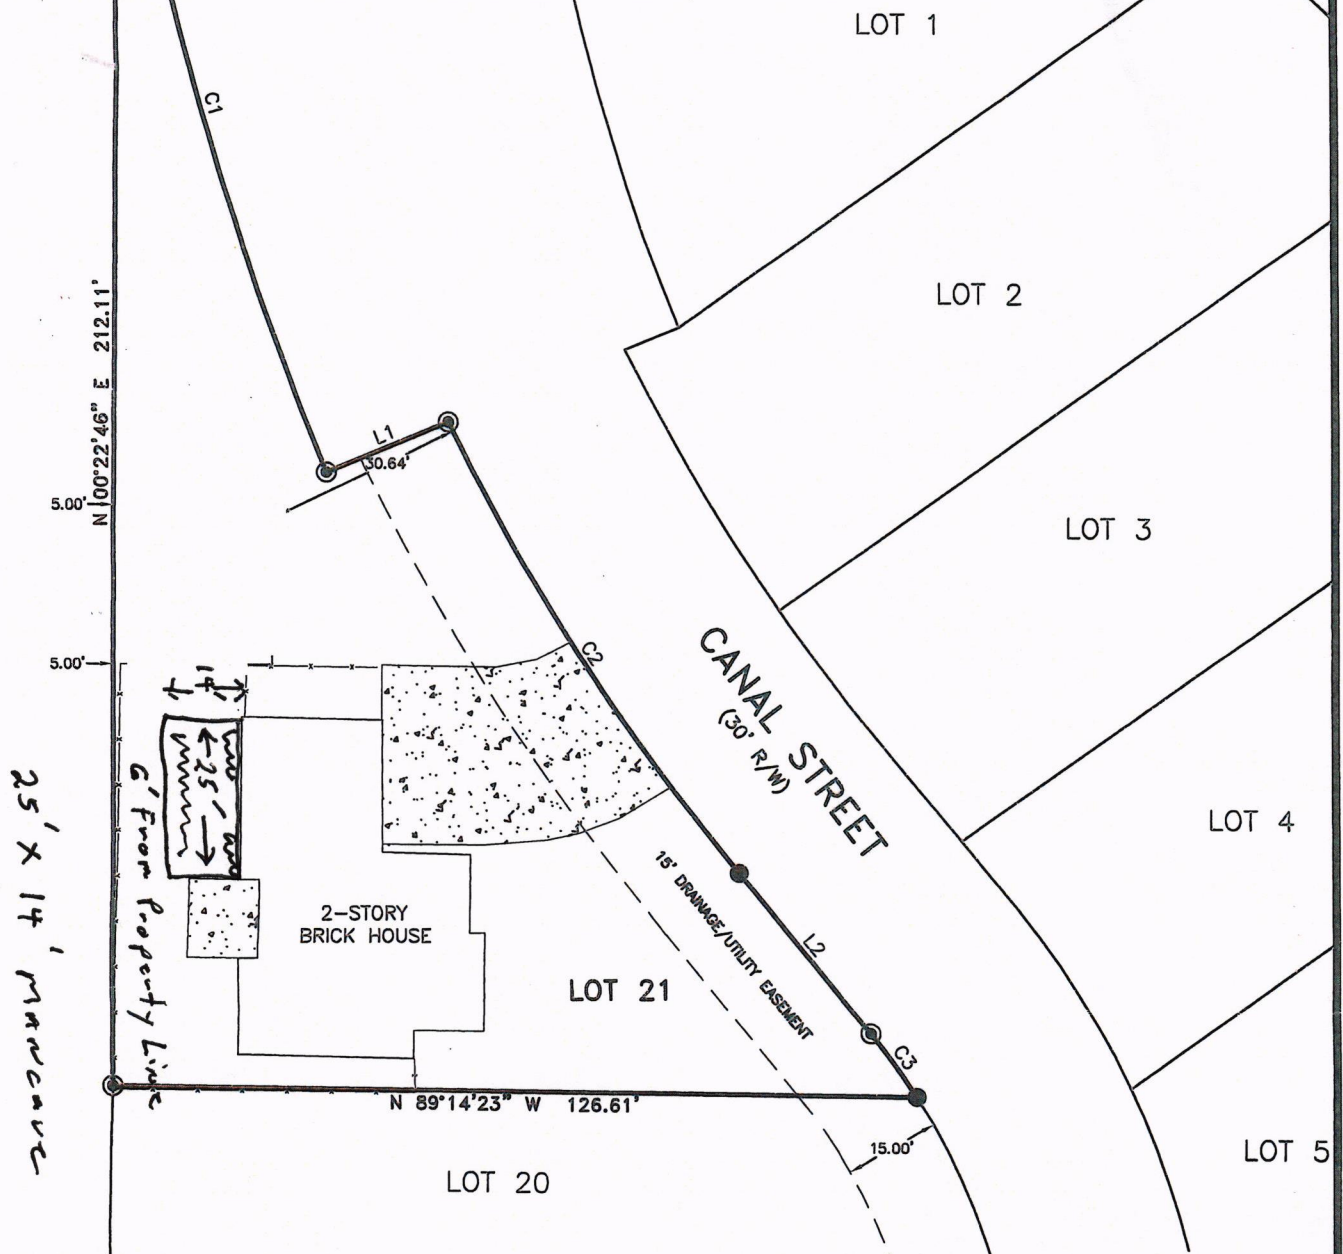 LOT 1
C1
LOT 2
N 00°22'46" E 212.11'
L1
30.64'
5.00'
LOT 3
CANAL STREET
(30' R/W)
C2
5.00'
14'
←25'→
6' From Property Line
25' X 14' mancave
LOT 4
15' DRAINAGE/UTILITY EASEMENT
2-STORY
BRICK HOUSE
L2
LOT 21
C3
N 89°14'23" W 126.61'
15.00'
LOT 5
LOT 20